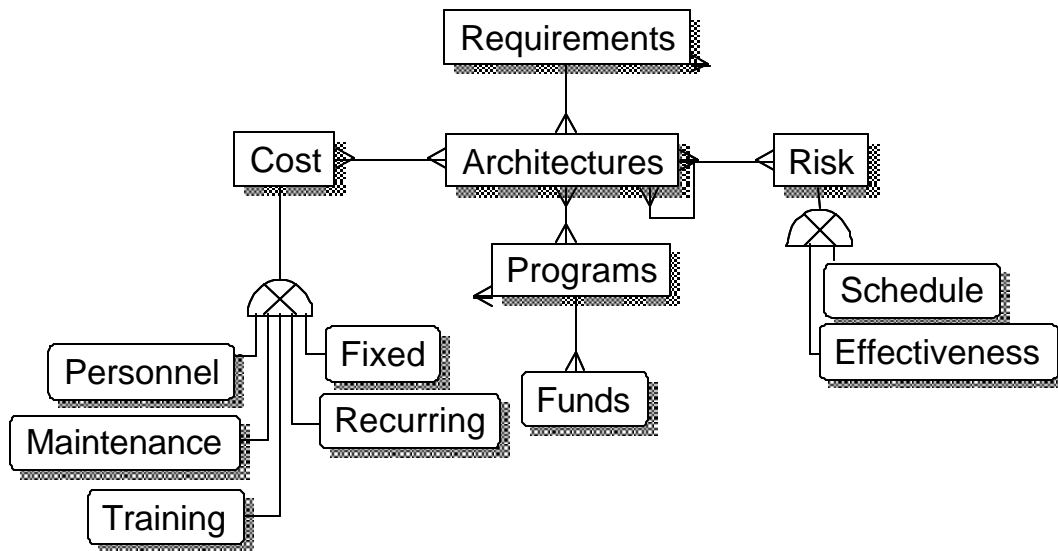 Requirements
Cost
Architectures
Risk
Programs
Schedule
Effectiveness
Personnel
Fixed
Funds
Recurring
Maintenance
Training